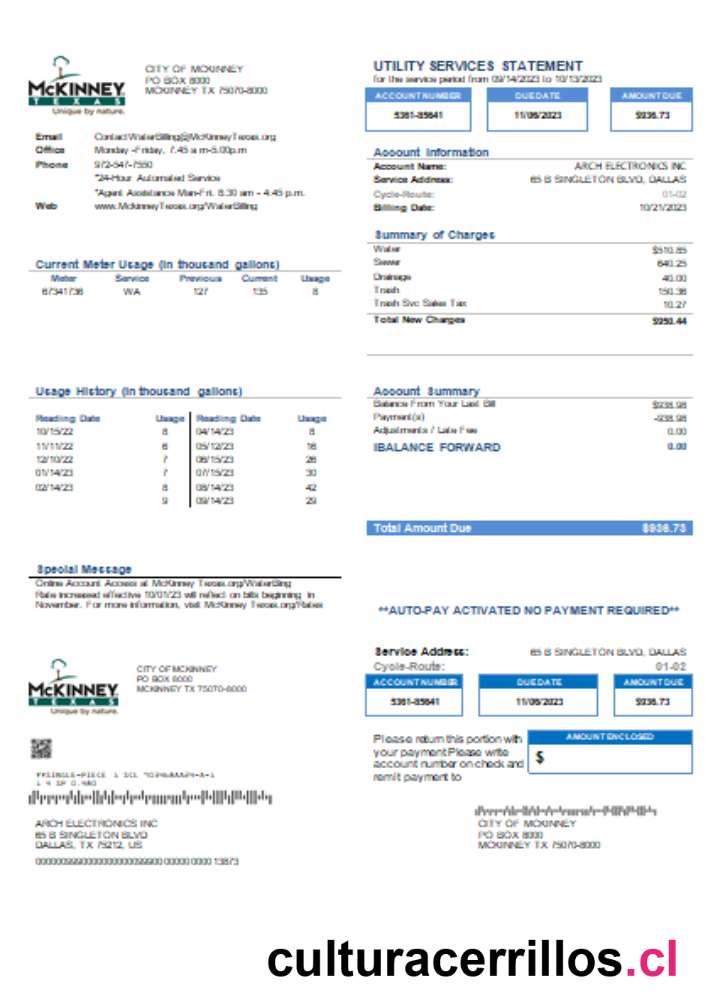 McKINNEY
TEXAS
Unique by nature.
CITY OF MCKINNEY
PO BOX 8000
MCKINNEY TX 75070-8000
UTILITY SERVICES STATEMENT
for the service period from 09/14/2023 to 10/13/2023
ACCOUNT NUMBER DUE DATE AMOUNT DUE
5361-85641 11/06/2023 $936.73
Email ContactWaterBilling@McKinneyTexas.org
Office Monday -Friday, 7.45 a m-5.00p.m
Phone 972-547-7550
*24-Hour Automated Service
*Agent Assistance Man-Fri. 8.30 am - 4.45 p.m.
Web www.McKinneyTexas.org/WaterBilling
Account Information
Account Name: ARCH ELECTRONICS INC
Service Address: 65 B SINGLETON BLVD, DALLAS
Cycle-Route: 01-02
Billing Date: 10/21/2023
Summary of Charges
Water $510.85
Sewer 640.25
Drainage 40.00
Trash 150.36
Trash Svc Sales Tax 10.27
Total New Charges $950.44
Current Meter Usage (In thousand gallons)
Meter Service Previous Current Usage
67341736 WA 127 135 8
Usage History (In thousand gallons)
Reading Date Usage Reading Date Usage
10/15/22 8 04/14/23 8
11/11/22 6 05/12/23 16
12/10/22 7 06/15/23 26
01/14/23 7 07/15/23 30
02/14/23 8 08/14/23 42
9 09/14/23 29
Account Summary
Balance From Your Last Bill $938.98
Payment(s) -938.98
Adjustments / Late Fee 0.00
IBALANCE FORWARD 0.00
Total Amount Due $936.73
Special Message
Online Account Access at McKinney Texas.org/WaterBling
Rate increased effective 10/01/23 will reflect on bills beginning in
November. For more information, visit McKinney Texas.org/Rates
**AUTO-PAY ACTIVATED NO PAYMENT REQUIRED**
McKINNEY
TEXAS
Unique by nature.
CITY OF MCKINNEY
PO BOX 8000
MCKINNEY TX 75070-8000
Service Address: 65 B SINGLETON BLVD, DALLAS
Cycle-Route: 01-02
ACCOUNT NUMBER DUE DATE AMOUNT DUE
5361-85641 11/06/2023 $936.73
Please return this portion with
your payment Please write
account number on check and
remit payment to
AMOUNT ENCLOSED
$
ARCH ELECTRONICS INC
65 B SINGLETON BLVD
DALLAS, TX 75212, US
CITY OF MCKINNEY
PO BOX 8000
MCKINNEY TX 75070-8000
culturacerrillos.cl